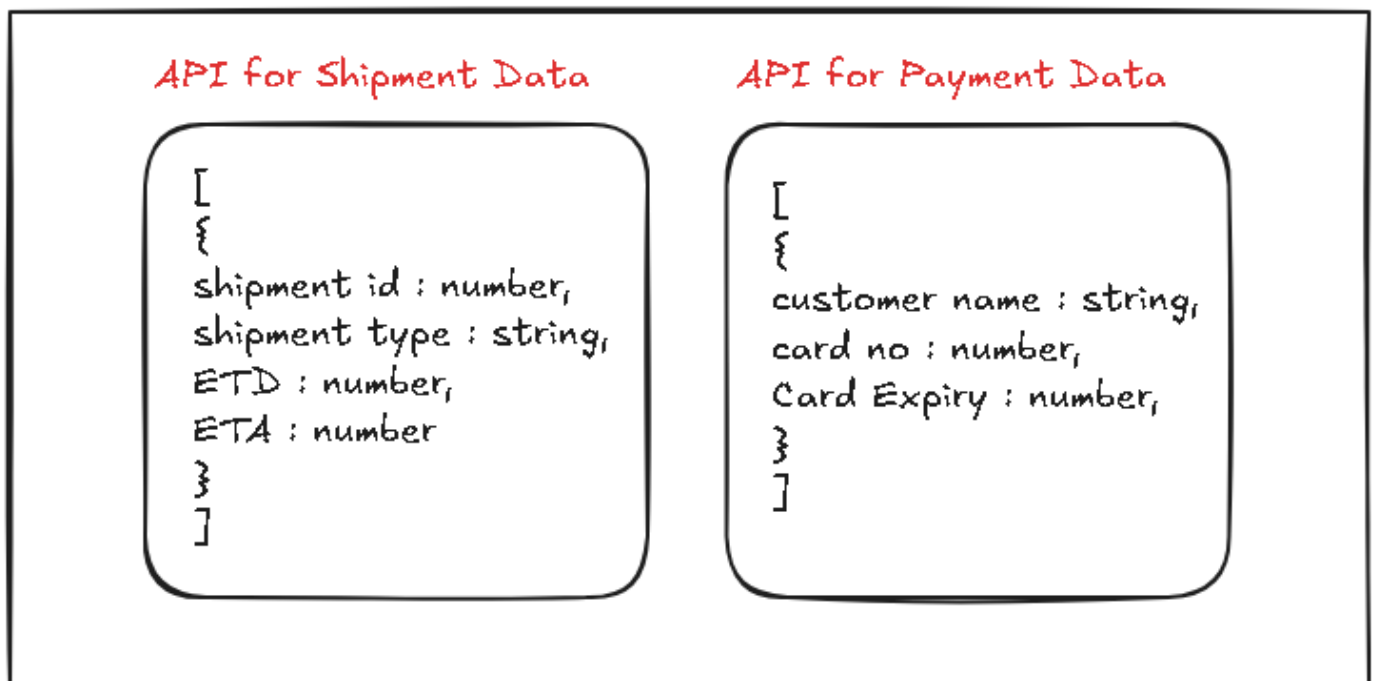 API for Shipment Data
[
{
shipment id : number,
shipment type : string,
ETD : number,
ETA : number
}
]
API for Payment Data
[
{
customer name : string,
card no : number,
Card Expiry : number,
}
]